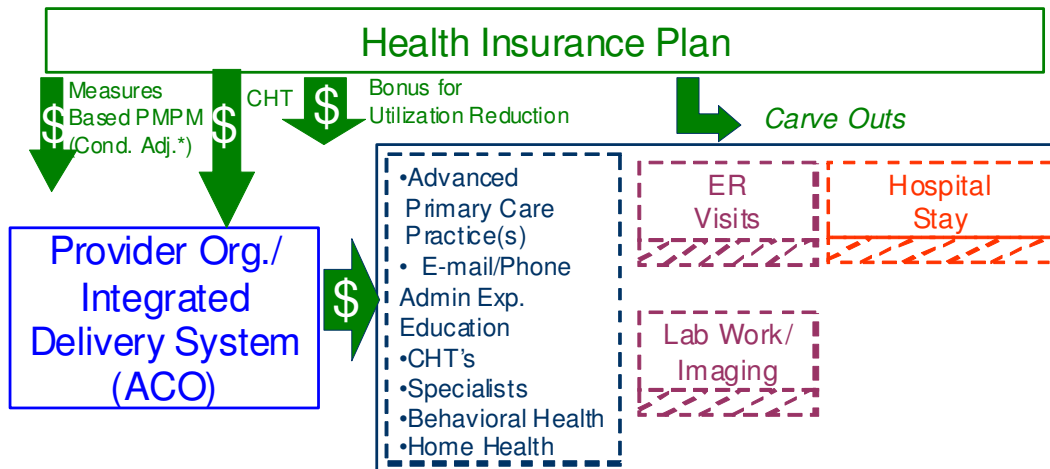 Health Insurance Plan
$
Measures
Based PMPM
(Cond. Adj.*)
$
CHT
$
Bonus for
Utilization Reduction
Carve Outs
Provider Org./
Integrated
Delivery System
(ACO)
$
•Advanced
Primary Care
Practice(s)
• E-mail/Phone
Admin Exp.
Education
•CHT's
•Specialists
•Behavioral Health
•Home Health
ER
Visits
Hospital
Stay
Lab Work/
Imaging